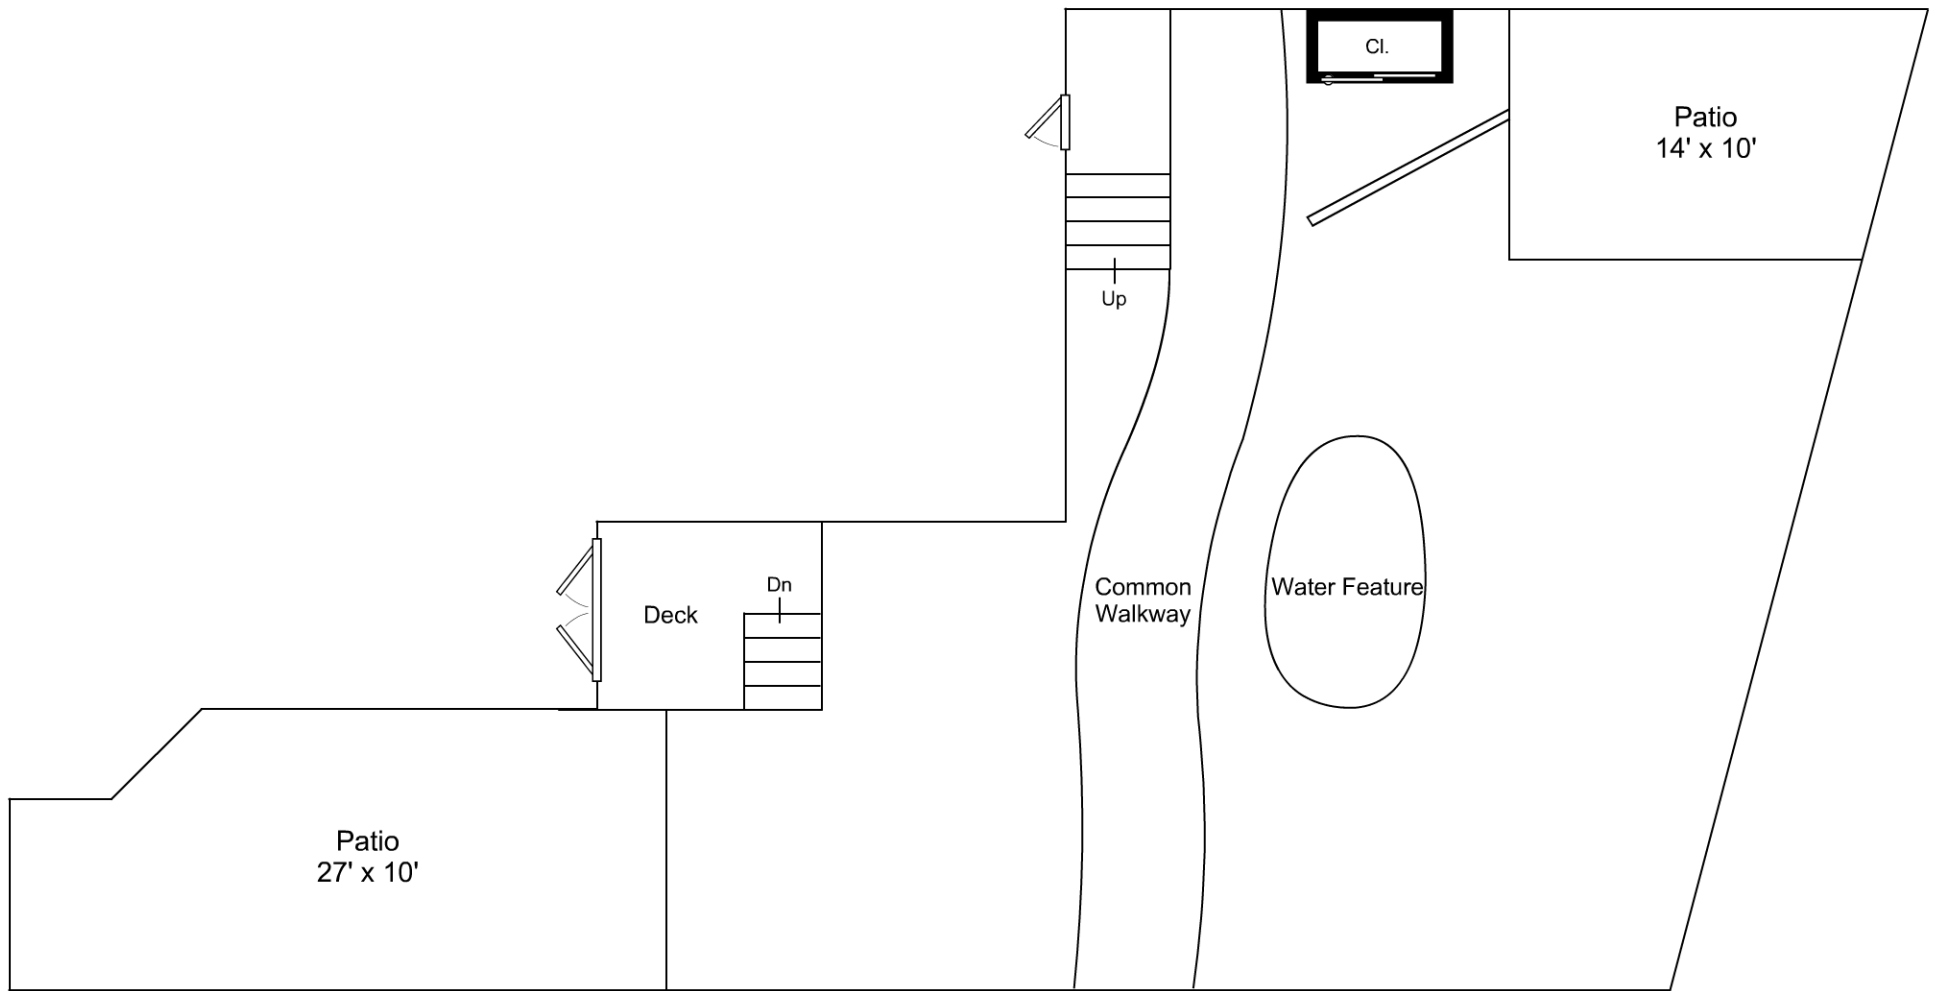 Cl.
Patio
14' x 10'
Up
Dn
Deck
Common
Walkway
Water Feature
Patio
27' x 10'